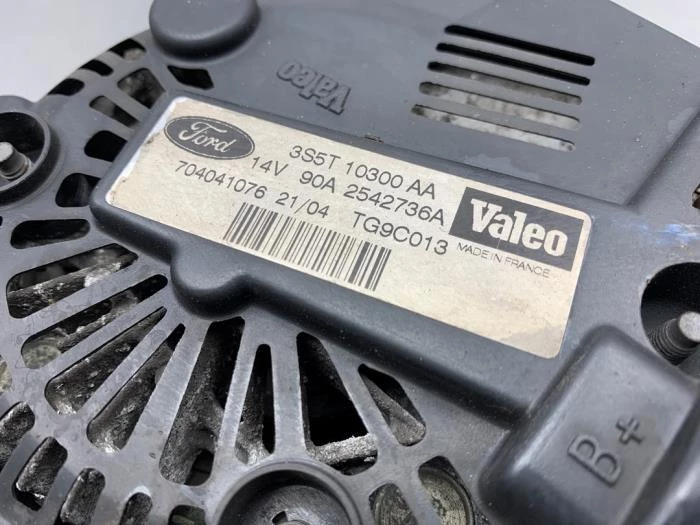 Valeo
Ford
3S5T 10300 AA
14V 90A 2542736A
704041076 21/04 TG9C013
Valeo
MADE IN FRANCE
B+